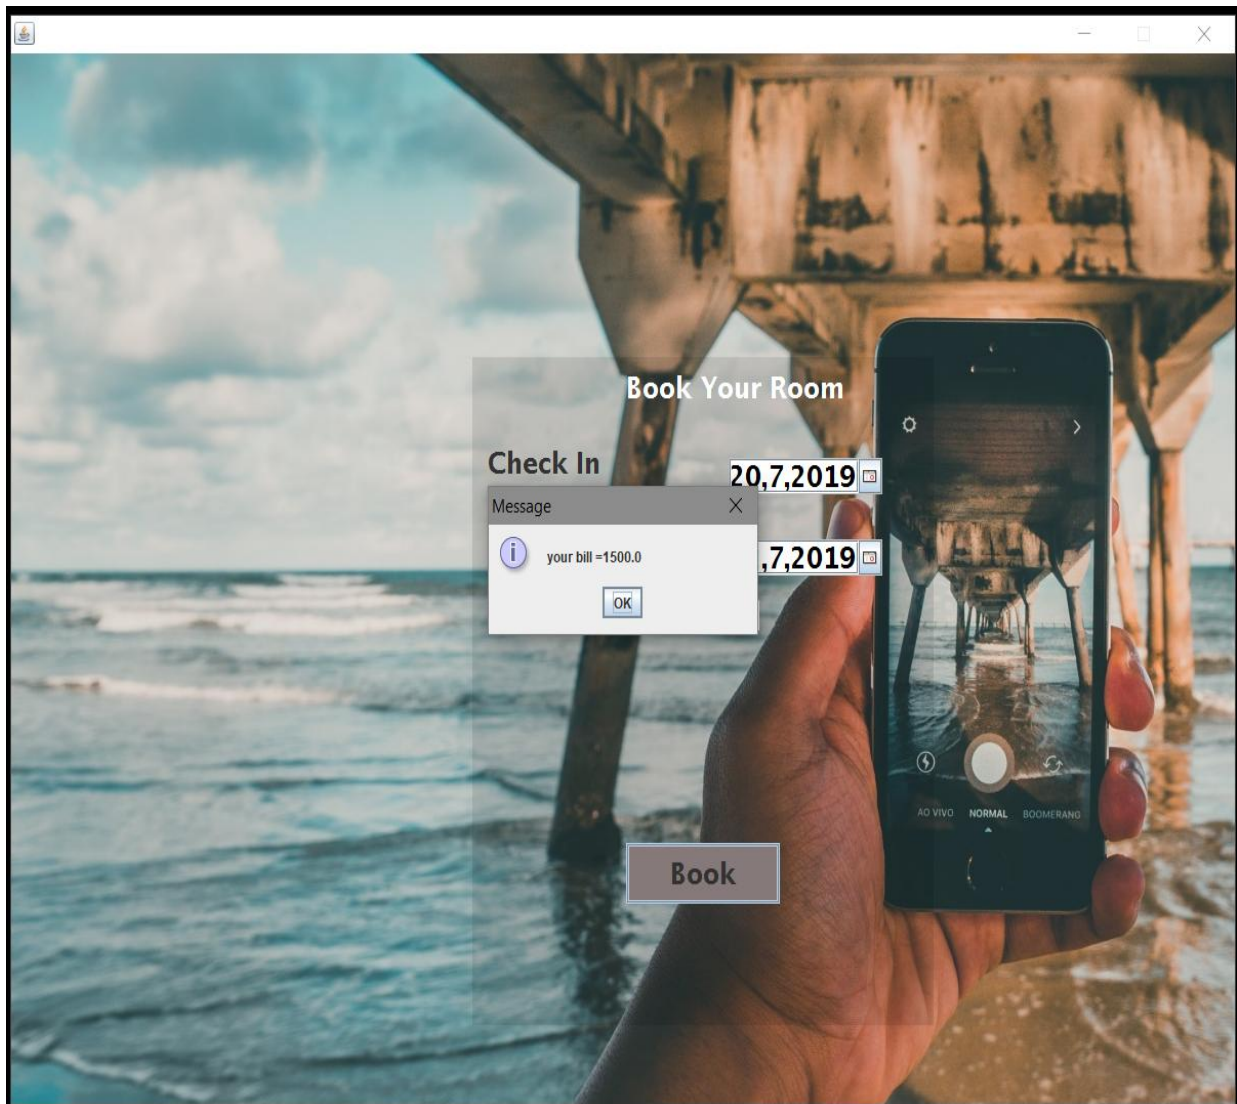 Book Your Room
Check In
20,7,2019
Message
your bill =1500.0
,7,2019
OK
AO VIVO NORMAL BOOMERANG
Book